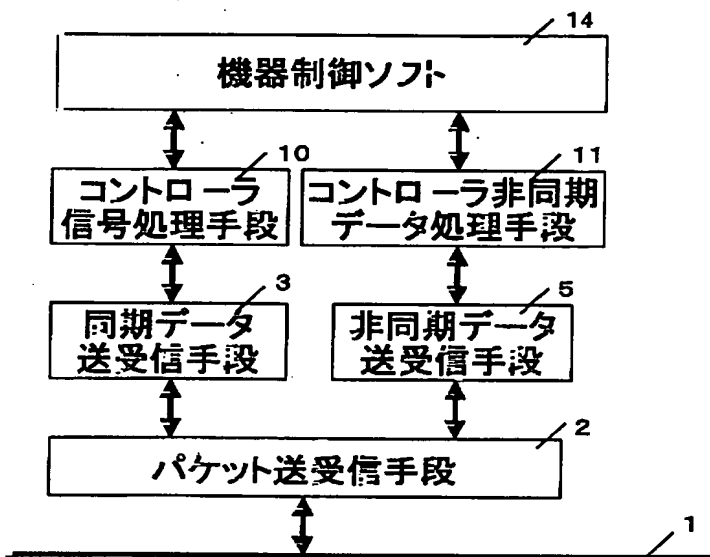 14
機器制御ソフト
10
11
コントローラ
信号処理手段
コントローラ非同期
データ処理手段
3
5
同期データ
送受信手段
非同期データ
送受信手段
2
パケット送受信手段
1